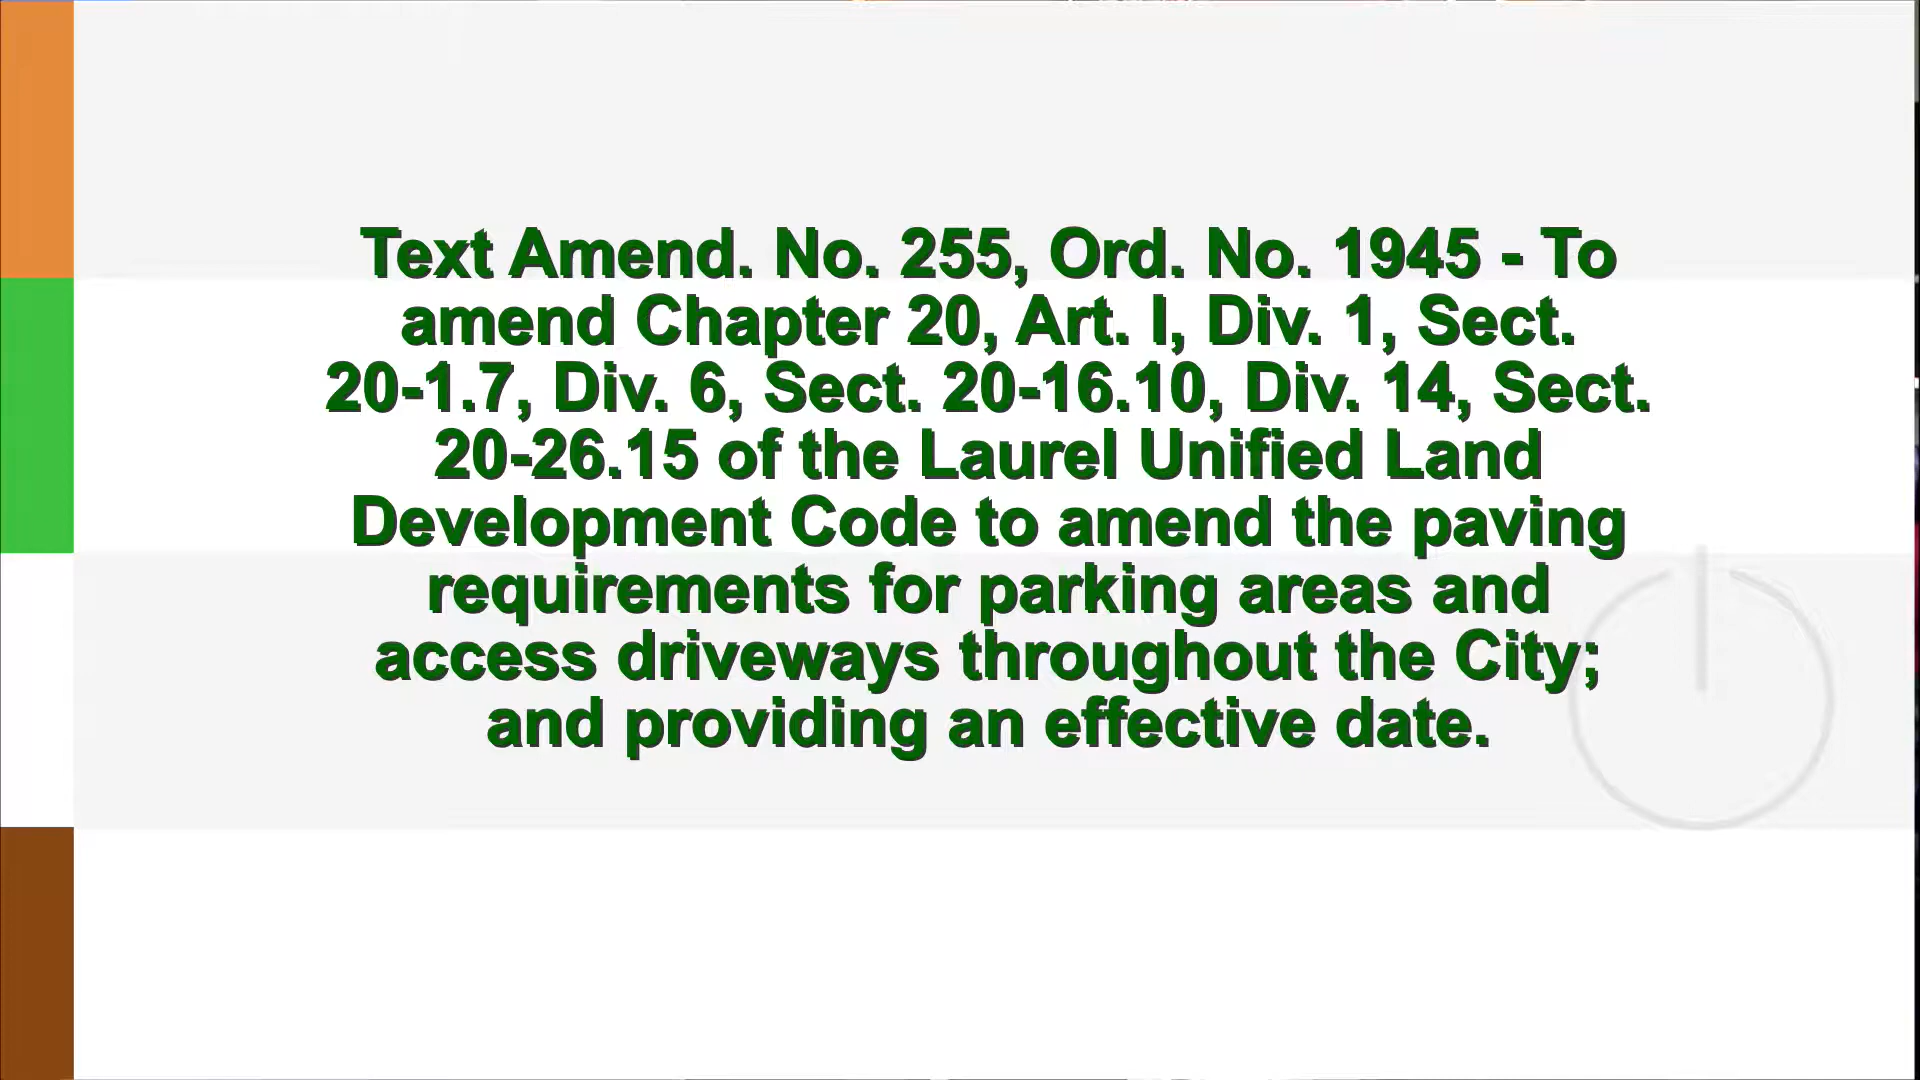 Text Amend. No. 255, Ord. No. 1945 - To
amend Chapter 20, Art. I, Div. 1, Sect.
20-1.7, Div. 6, Sect. 20-16.10, Div. 14, Sect.
20-26.15 of the Laurel Unified Land
Development Code to amend the paving
requirements for parking areas and
access driveways throughout the City;
and providing an effective date.